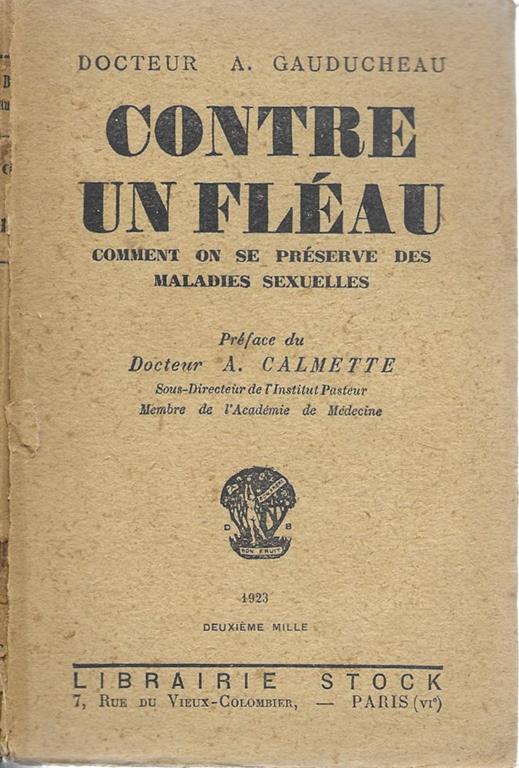 DOCTEUR A. GAUDUCHEAU
CONTRE
UN FLÉAU
COMMENT ON SE PRÉSERVE DES
MALADIES SEXUELLES
Préface du
Docteur A. CALMETTE
Sous-Directeur de l'Institut Pasteur
Membre de l'Académie de Médecine
D B
BON FRUIT
1923
DEUXIÈME MILLE
LIBRAIRIE STOCK
7, RUE DU VIEUX-COLOMBIER, — PARIS (VIe)